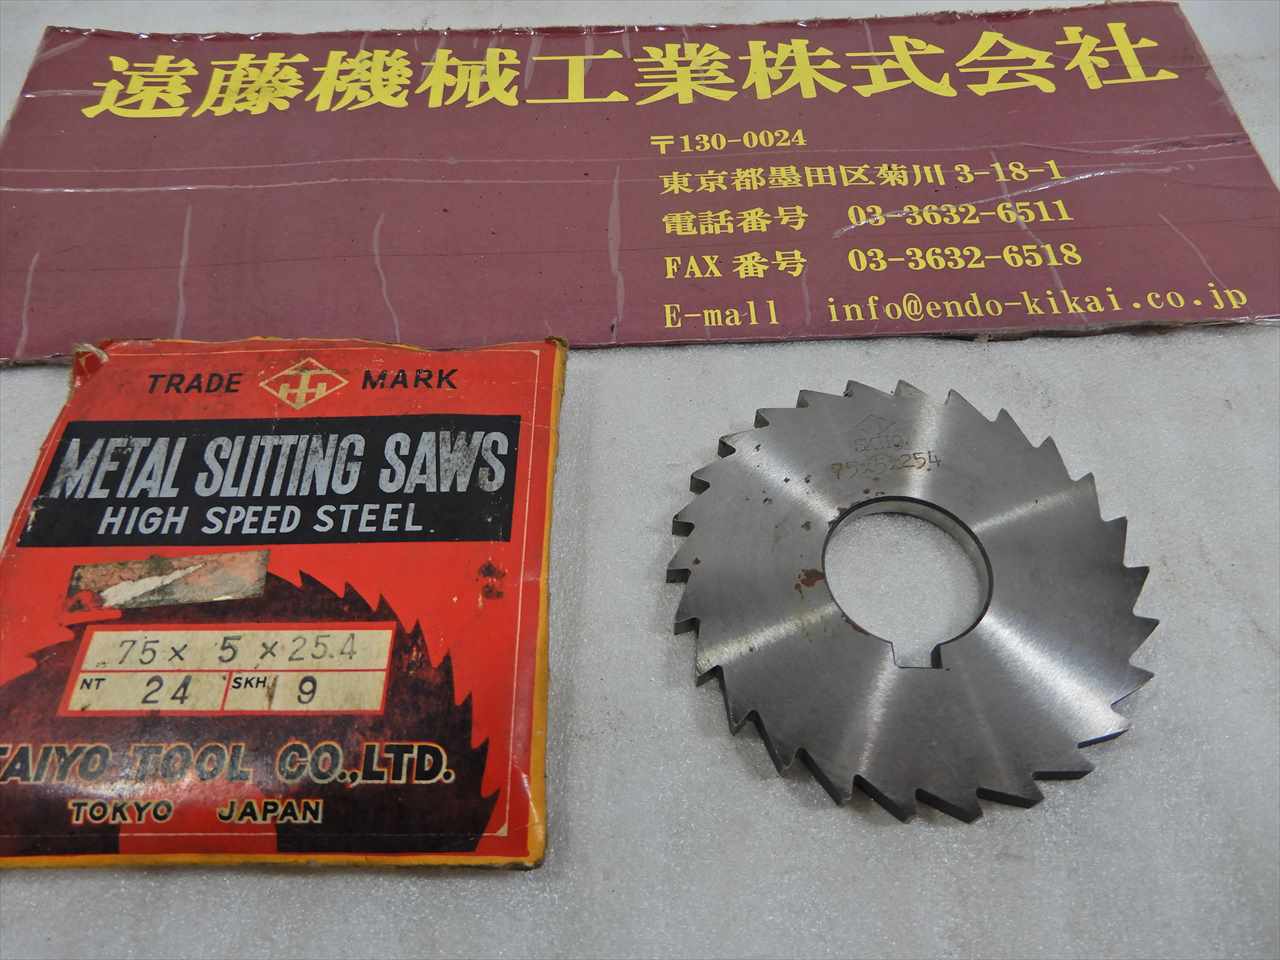 遠藤機械工業株式会社
〒130-0024
東京都墨田区菊川 3-18-1
電話番号 03-3632-6511
FAX 番号 03-3632-6518
E-mall info@endo-kikai.co.jp
TRADE MARK
METAL SLITTING SAWS
HIGH SPEED STEEL
75 × 5 × 25.4
NT 24 SKH 9
TAIYO TOOL CO.,LTD.
TOKYO JAPAN
75x5x25.4